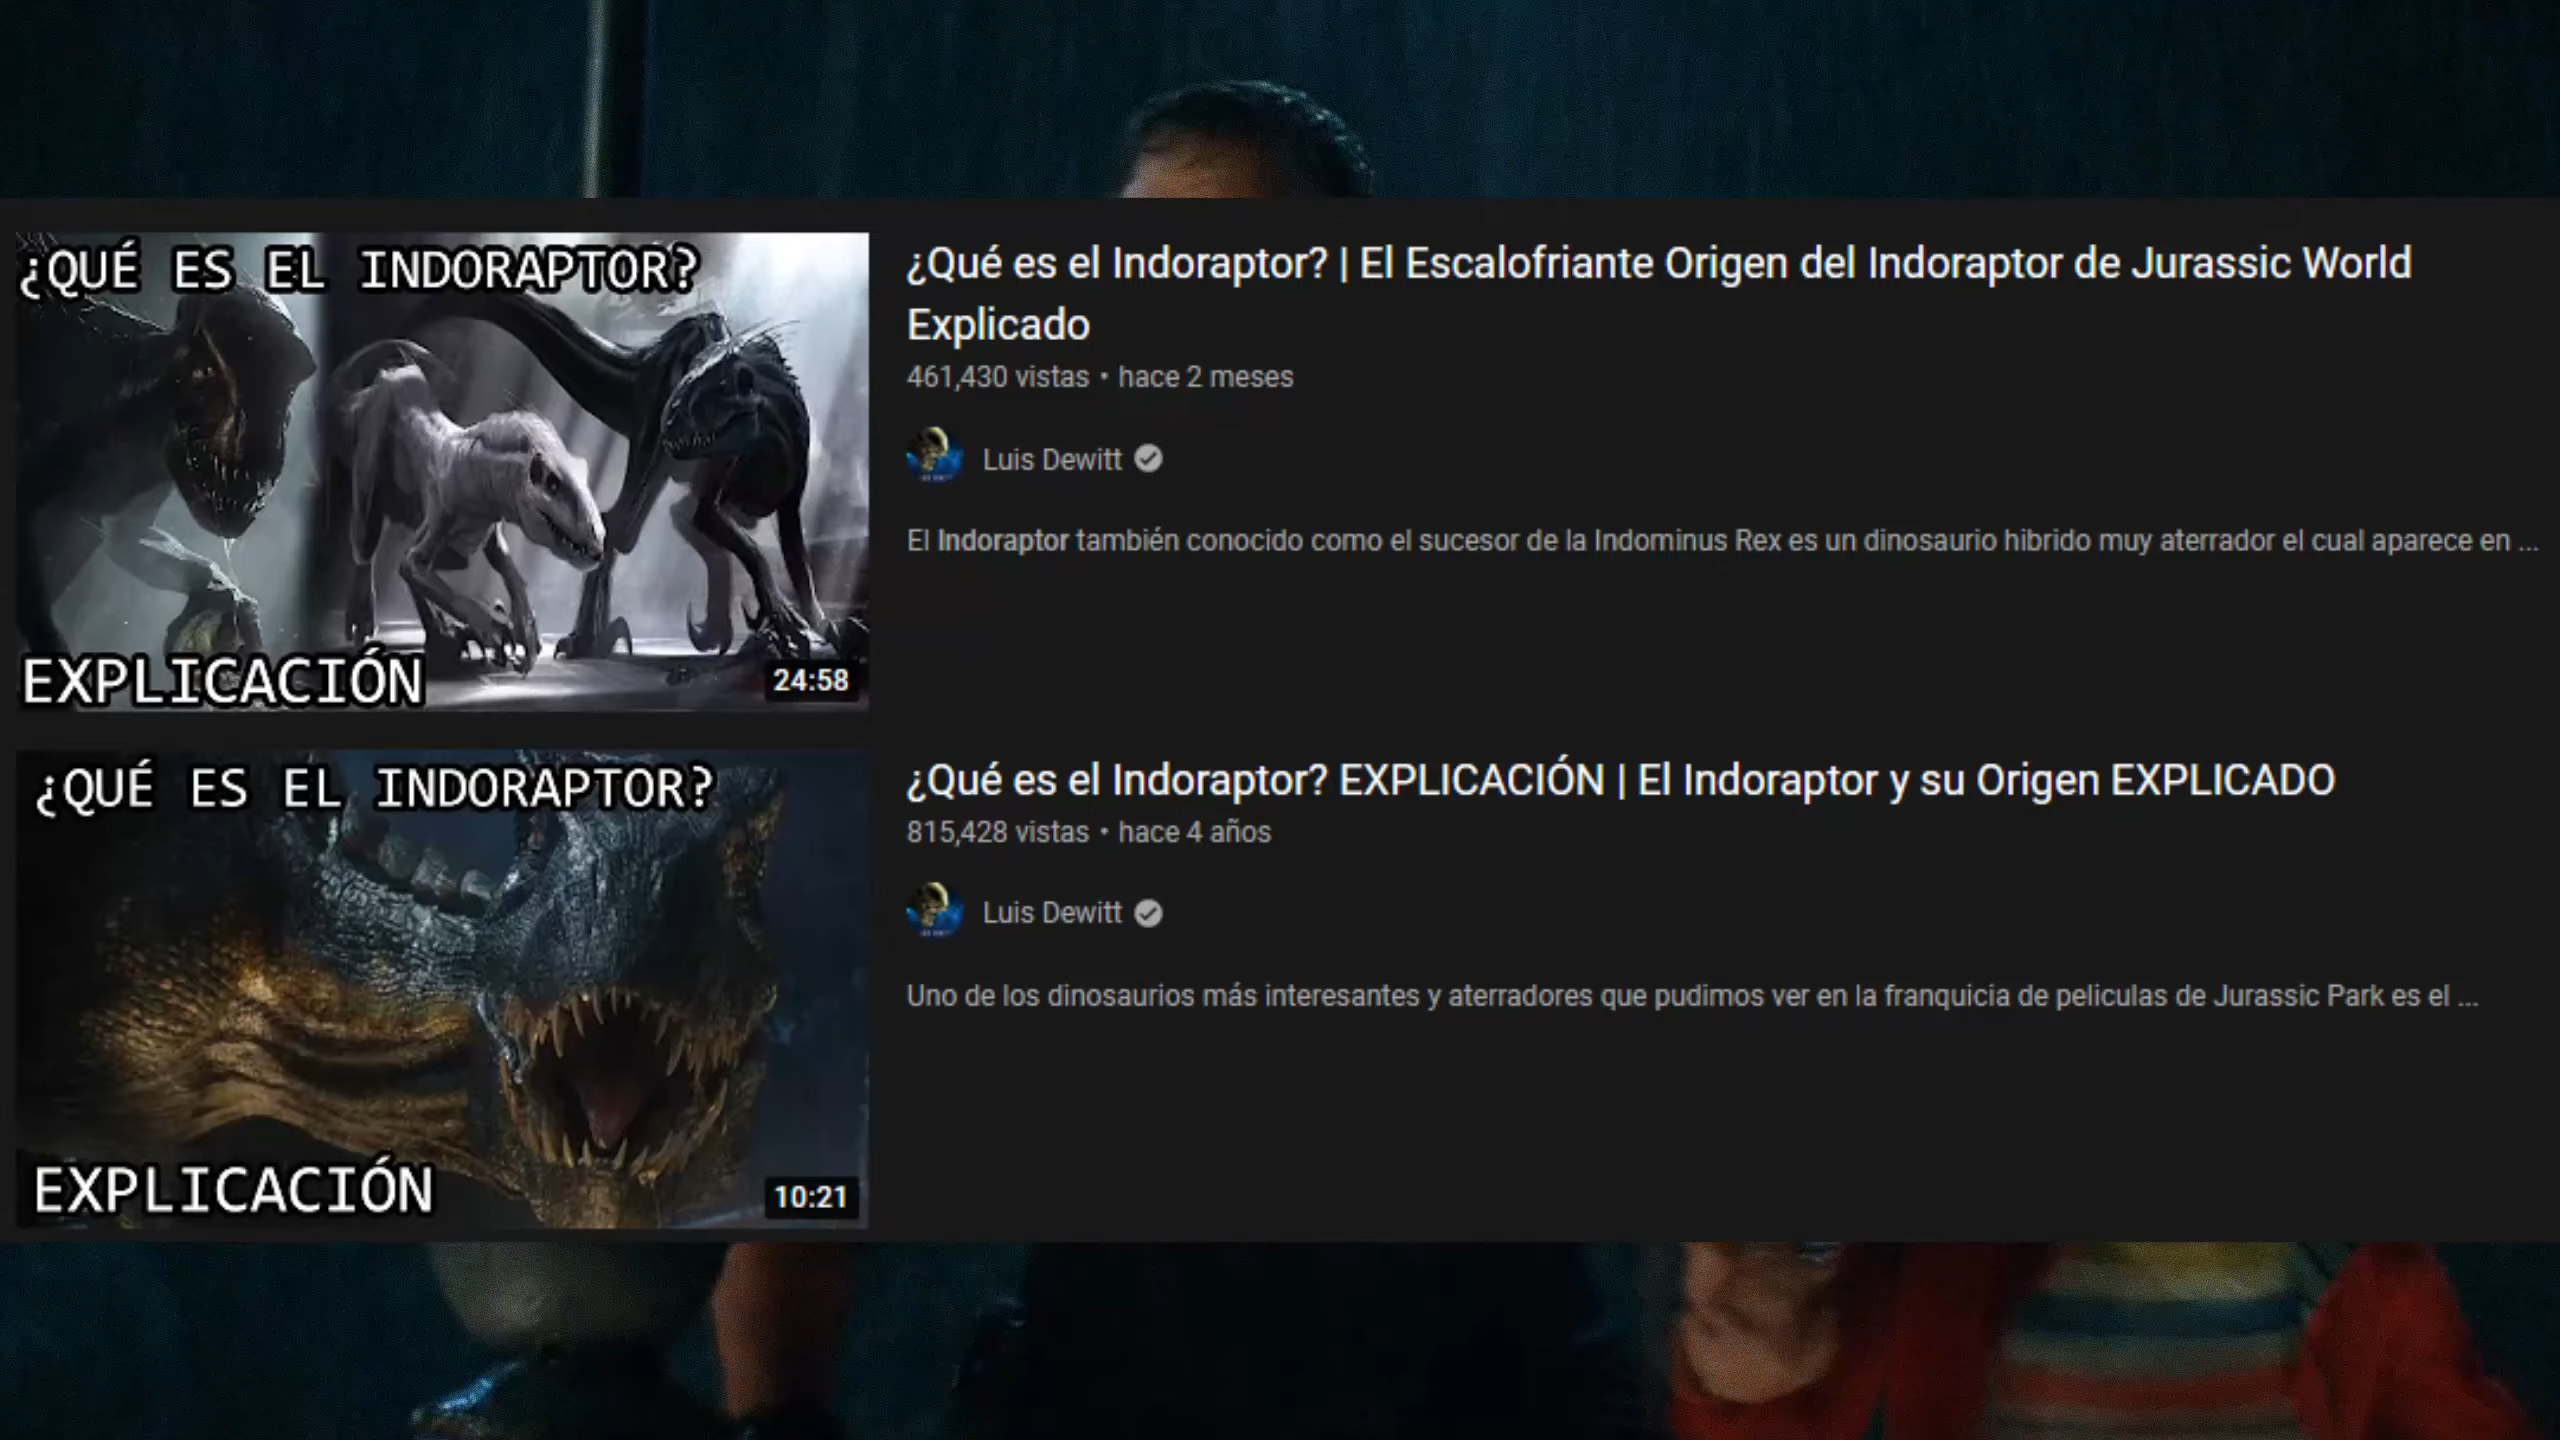 ¿QUÉ ES EL INDORAPTOR?
EXPLICACIÓN
24:58
¿Qué es el Indoraptor? | El Escalofriante Origen del Indoraptor de Jurassic World
Explicado
461,430 vistas • hace 2 meses
Luis Dewitt
El Indoraptor también conocido como el sucesor de la Indominus Rex es un dinosaurio hibrido muy aterrador el cual aparece en ...
¿QUÉ ES EL INDORAPTOR?
EXPLICACIÓN
10:21
¿Qué es el Indoraptor? EXPLICACIÓN | El Indoraptor y su Origen EXPLICADO
815,428 vistas • hace 4 años
Luis Dewitt
Uno de los dinosaurios más interesantes y aterradores que pudimos ver en la franquicia de peliculas de Jurassic Park es el ...